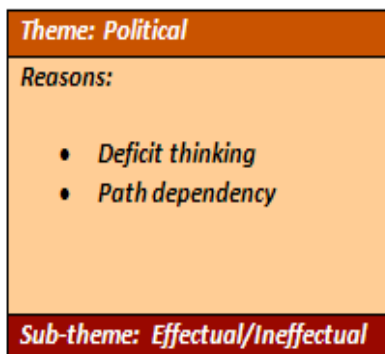 Theme: Political
Reasons:
• Deficit thinking
• Path dependency
Sub-theme: Effectual/Ineffectual